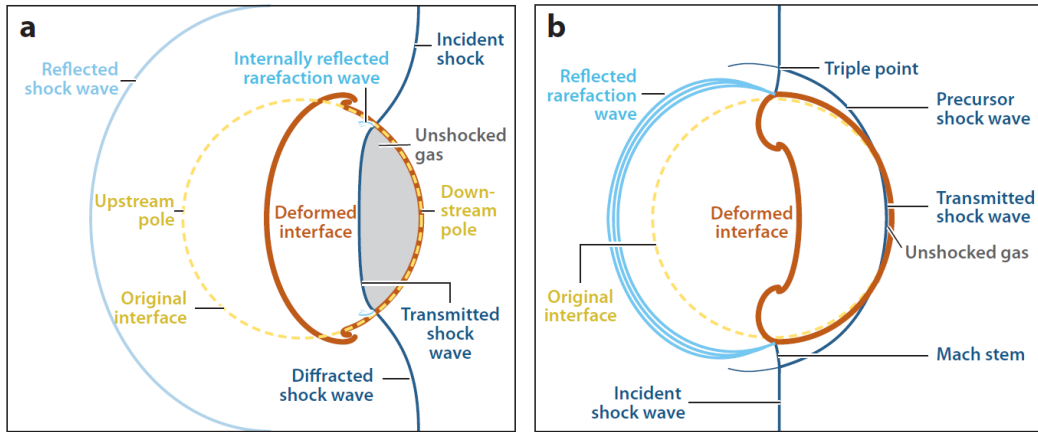 a
Incident
shock
Internally reflected
rarefaction wave
Reflected
shock wave
Unshocked
gas
Upstream
pole
Deformed
interface
Down-
stream
pole
Original
interface
Transmitted
shock
wave
Diffracted
shock wave
b
Triple point
Reflected
rarefaction
wave
Precursor
shock wave
Deformed
interface
Transmitted
shock wave
Unshocked gas
Original
interface
Mach stem
Incident
shock wave